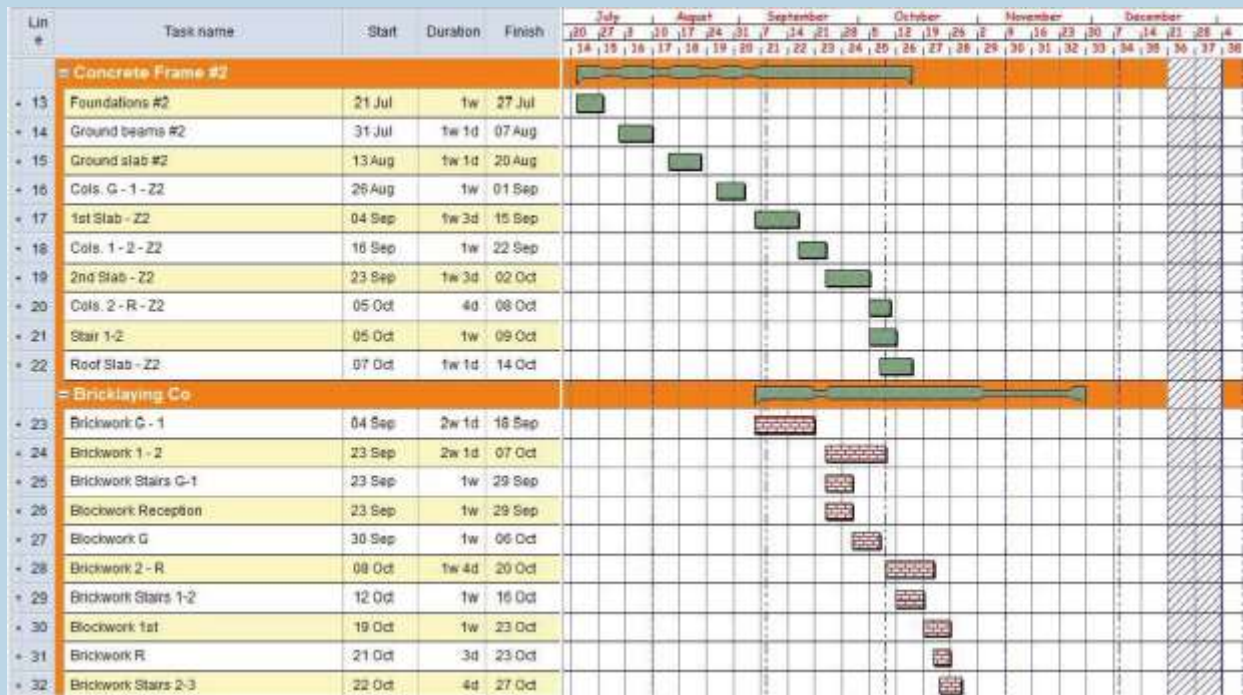 Lin # Task name Start Duration Finish July August September October November December
20 27 3 10 17 24 31 7 14 21 28 5 12 19 26 2 9 16 23 30 7 14 21 28 4
14 15 16 17 18 19 20 21 22 23 24 25 26 27 28 29 30 31 32 33 34 35 36 37 38
Concrete Frame #2
13 Foundations #2 21 Jul 1w 27 Jul
14 Ground beams #2 31 Jul 1w 1d 07 Aug
15 Ground slab #2 13 Aug 1w 1d 20 Aug
16 Cols. G - 1 - Z2 26 Aug 1w 01 Sep
17 1st Slab - Z2 04 Sep 1w 3d 15 Sep
18 Cols. 1 - 2 - Z2 16 Sep 1w 22 Sep
19 2nd Slab - Z2 23 Sep 1w 3d 02 Oct
20 Cols. 2 - R - Z2 05 Oct 4d 08 Oct
21 Stair 1-2 05 Oct 1w 09 Oct
22 Roof Slab - Z2 07 Oct 1w 1d 14 Oct
Bricklaying Co
23 Brickwork G - 1 04 Sep 2w 1d 18 Sep
24 Brickwork 1 - 2 23 Sep 2w 1d 07 Oct
25 Brickwork Stairs G-1 23 Sep 1w 29 Sep
26 Blockwork Reception 23 Sep 1w 29 Sep
27 Blockwork G 30 Sep 1w 06 Oct
28 Brickwork 2 - R 08 Oct 1w 4d 20 Oct
29 Brickwork Stairs 1-2 12 Oct 1w 16 Oct
30 Blockwork 1st 19 Oct 1w 23 Oct
31 Brickwork R 21 Oct 3d 23 Oct
32 Brickwork Stairs 2-3 22 Oct 4d 27 Oct